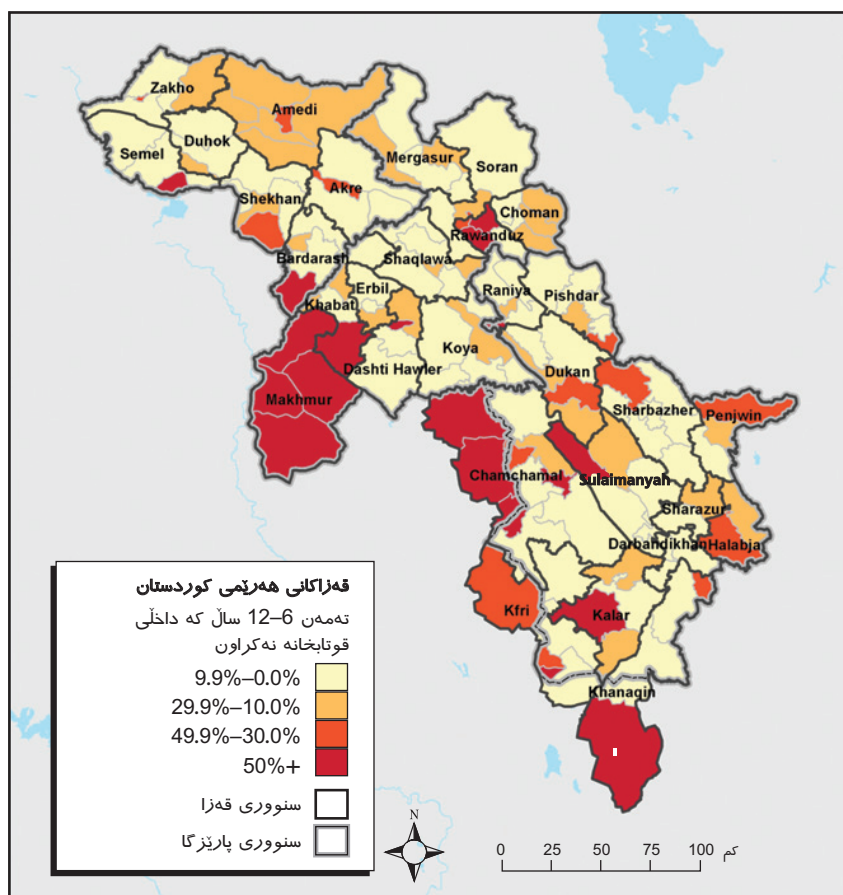 Zakho
Amedi
Duhok
Semel
Mergasur
Soran
Akre
Shekhan
Choman
Rawanduz
Bardarash
Shaqlawa
Erbil
Raniya
Pishdar
Khabat
Koya
Dashti Hawler
Dukan
Makhmur
Sharbazher
Penjwin
Chamchamal
Sulaimanyah
Sharazur
Darbandikhan
Halabja
Kfri
Kalar
Khanaqin
قەزاکانی هەرێمی کوردستان
تەمەن 6–12 ساڵ کە داخڵی
قوتابخانە نەکراون
9.9%–0.0%
29.9%–10.0%
49.9%–30.0%
50%+
سنووری قەزا
سنووری پارێزگا
N
0 25 50 75 100 کم